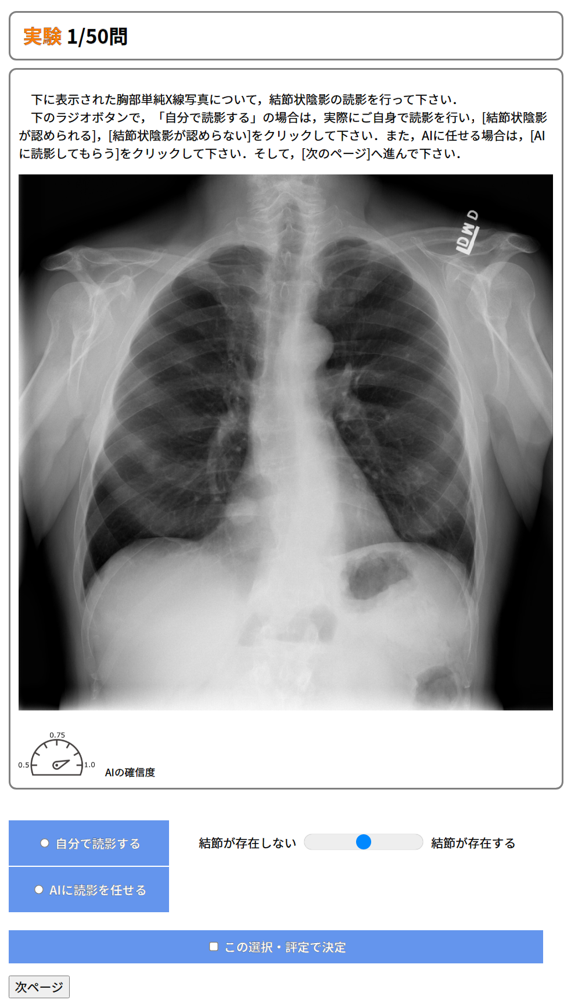 実験 1/50問
下に表示された胸部単純X線写真について，結節状陰影の読影を行って下さい．
下のラジオボタンで，「自分で読影する」の場合は，実際にご自身で読影を行い，[結節状陰影
が認められる]，[結節状陰影が認めらない]をクリックして下さい．また，AIに任せる場合は，[AI
に読影してもらう]をクリックして下さい．そして，[次のページ]へ進んで下さい．
DMD
0.75
0.5
1.0
AIの確信度
自分で読影する
結節が存在しない
結節が存在する
AIに読影を任せる
この選択・評定で決定
次ページ